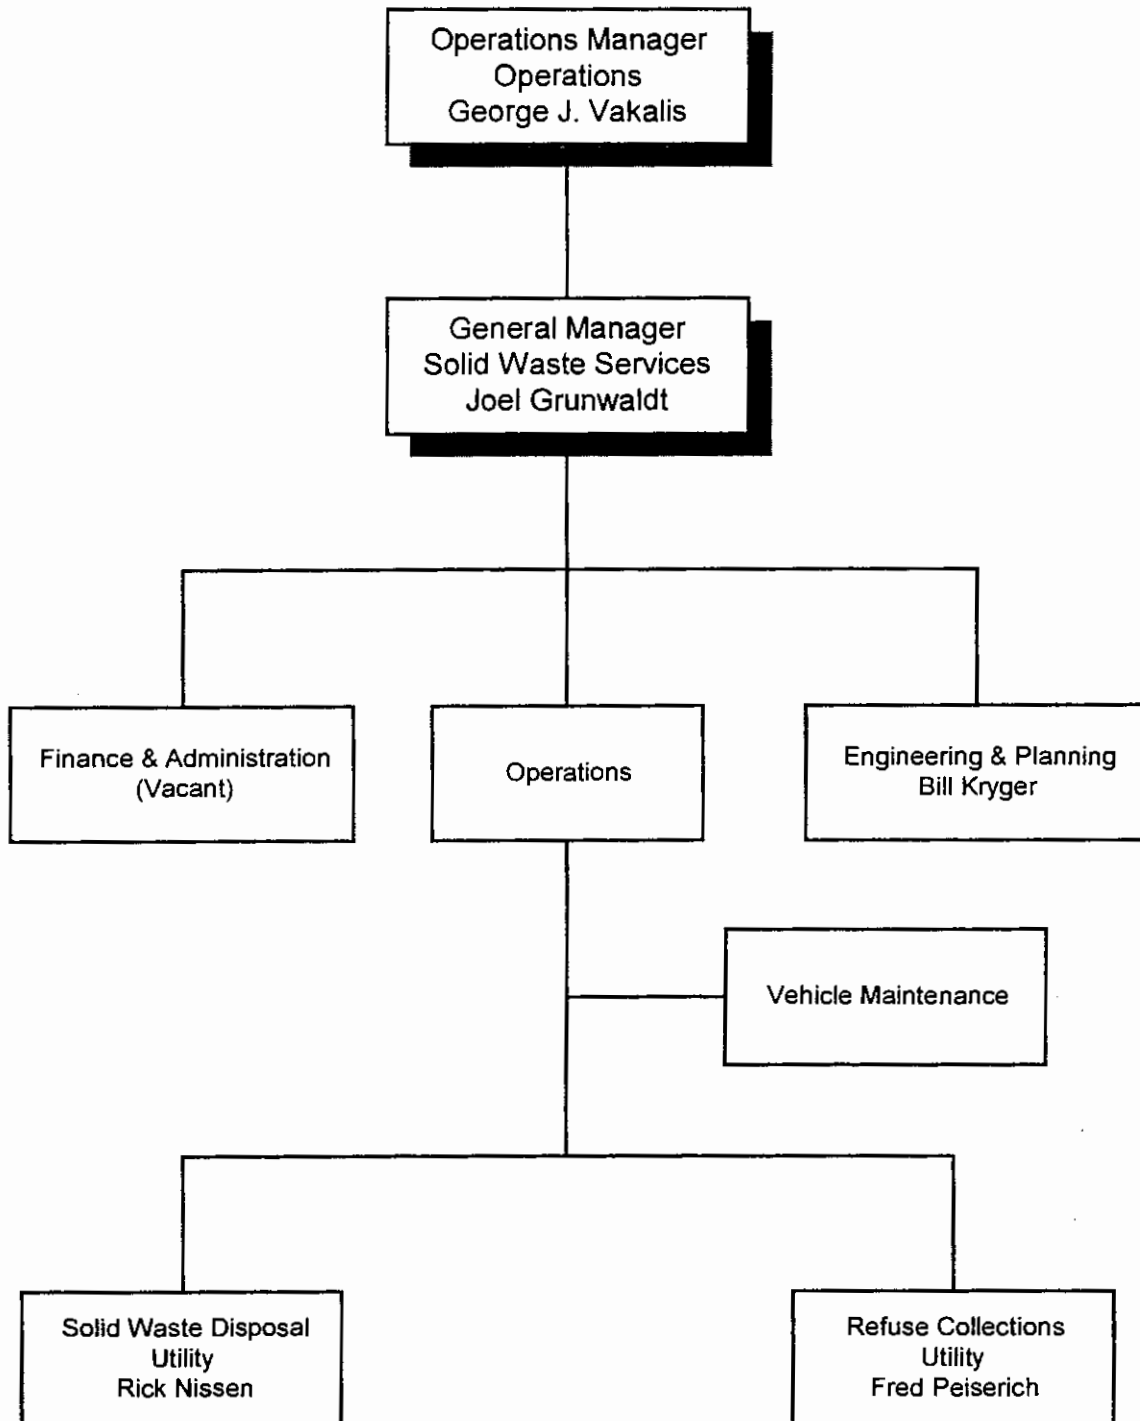 Operations Manager
Operations
George J. Vakalis
General Manager
Solid Waste Services
Joel Grunwaldt
Finance & Administration
(Vacant)
Operations
Engineering & Planning
Bill Kryger
Vehicle Maintenance
Solid Waste Disposal
Utility
Rick Nissen
Refuse Collections
Utility
Fred Peiserich